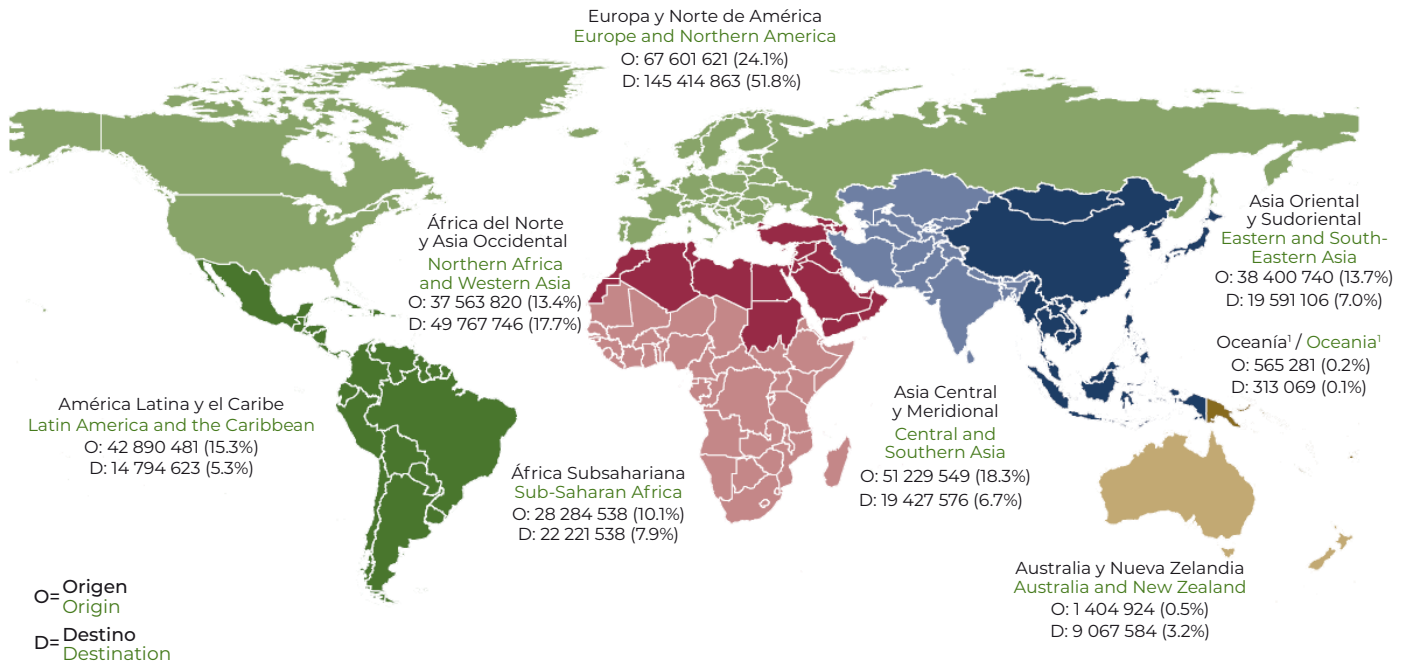 Europa y Norte de América
Europe and Northern America
O: 67 601 621 (24.1%)
D: 145 414 863 (51.8%)
África del Norte
y Asia Occidental
Northern Africa
and Western Asia
O: 37 563 820 (13.4%)
D: 49 767 746 (17.7%)
Asia Oriental
y Sudoriental
Eastern and South-
Eastern Asia
O: 38 400 740 (13.7%)
D: 19 591 106 (7.0%)
Oceanía¹ / Oceania¹
O: 565 281 (0.2%)
D: 313 069 (0.1%)
América Latina y el Caribe
Latin America and the Caribbean
O: 42 890 481 (15.3%)
D: 14 794 623 (5.3%)
África Subsahariana
Sub-Saharan Africa
O: 28 284 538 (10.1%)
D: 22 221 538 (7.9%)
Asia Central
y Meridional
Central and
Southern Asia
O: 51 229 549 (18.3%)
D: 19 427 576 (6.7%)
Australia y Nueva Zelandia
Australia and New Zealand
O: 1 404 924 (0.5%)
D: 9 067 584 (3.2%)
O= Origen
Origin
D= Destino
Destination